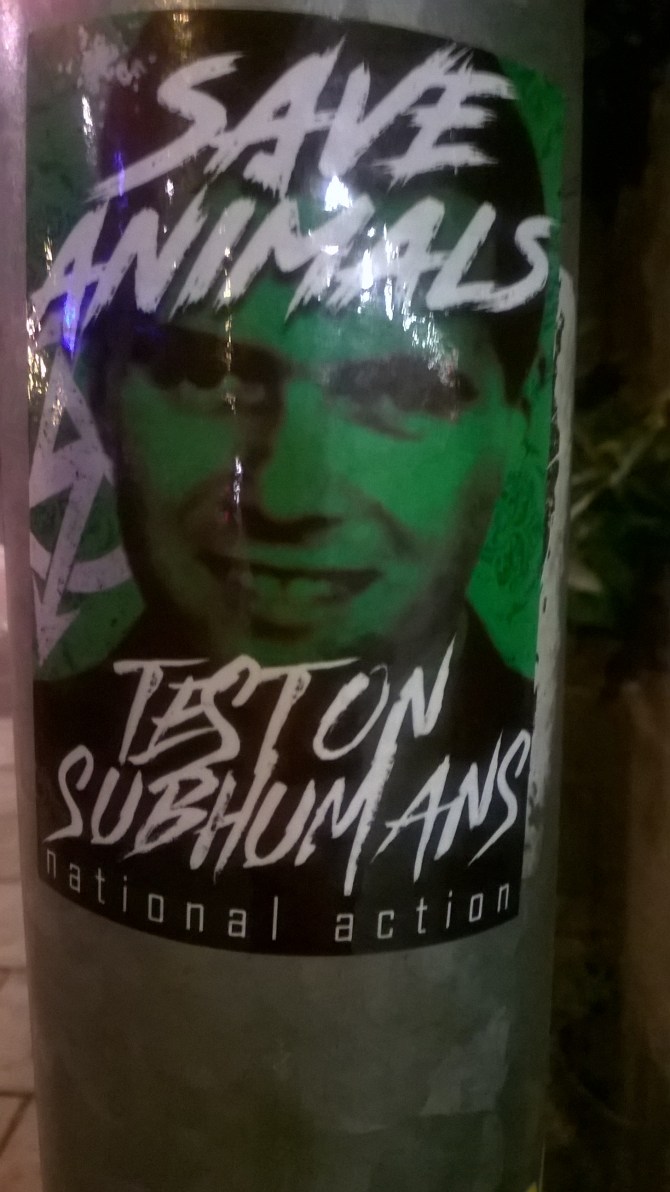 SAVE
ANIMALS
TEST ON
SUBHUMANS
national action